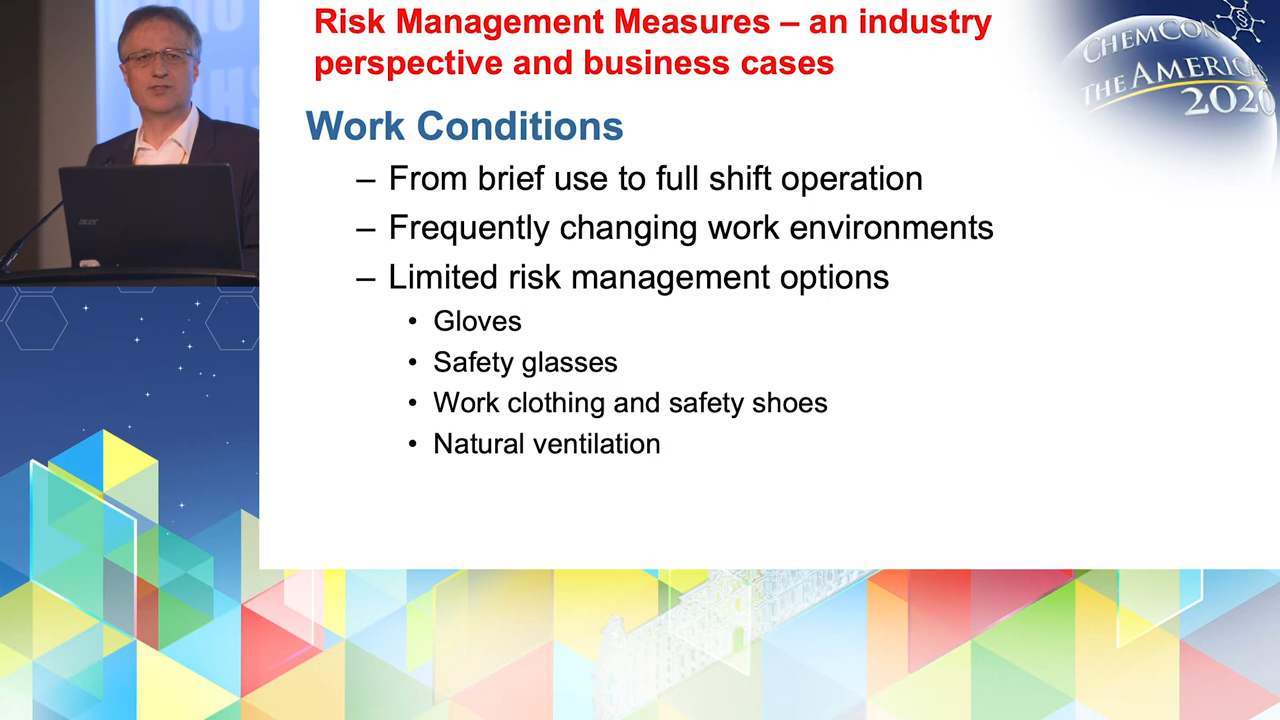 Risk Management Measures – an industry
perspective and business cases
CHEMCON
THE AMERICAS
2020
Work Conditions
– From brief use to full shift operation
– Frequently changing work environments
– Limited risk management options
• Gloves
• Safety glasses
• Work clothing and safety shoes
• Natural ventilation
acer